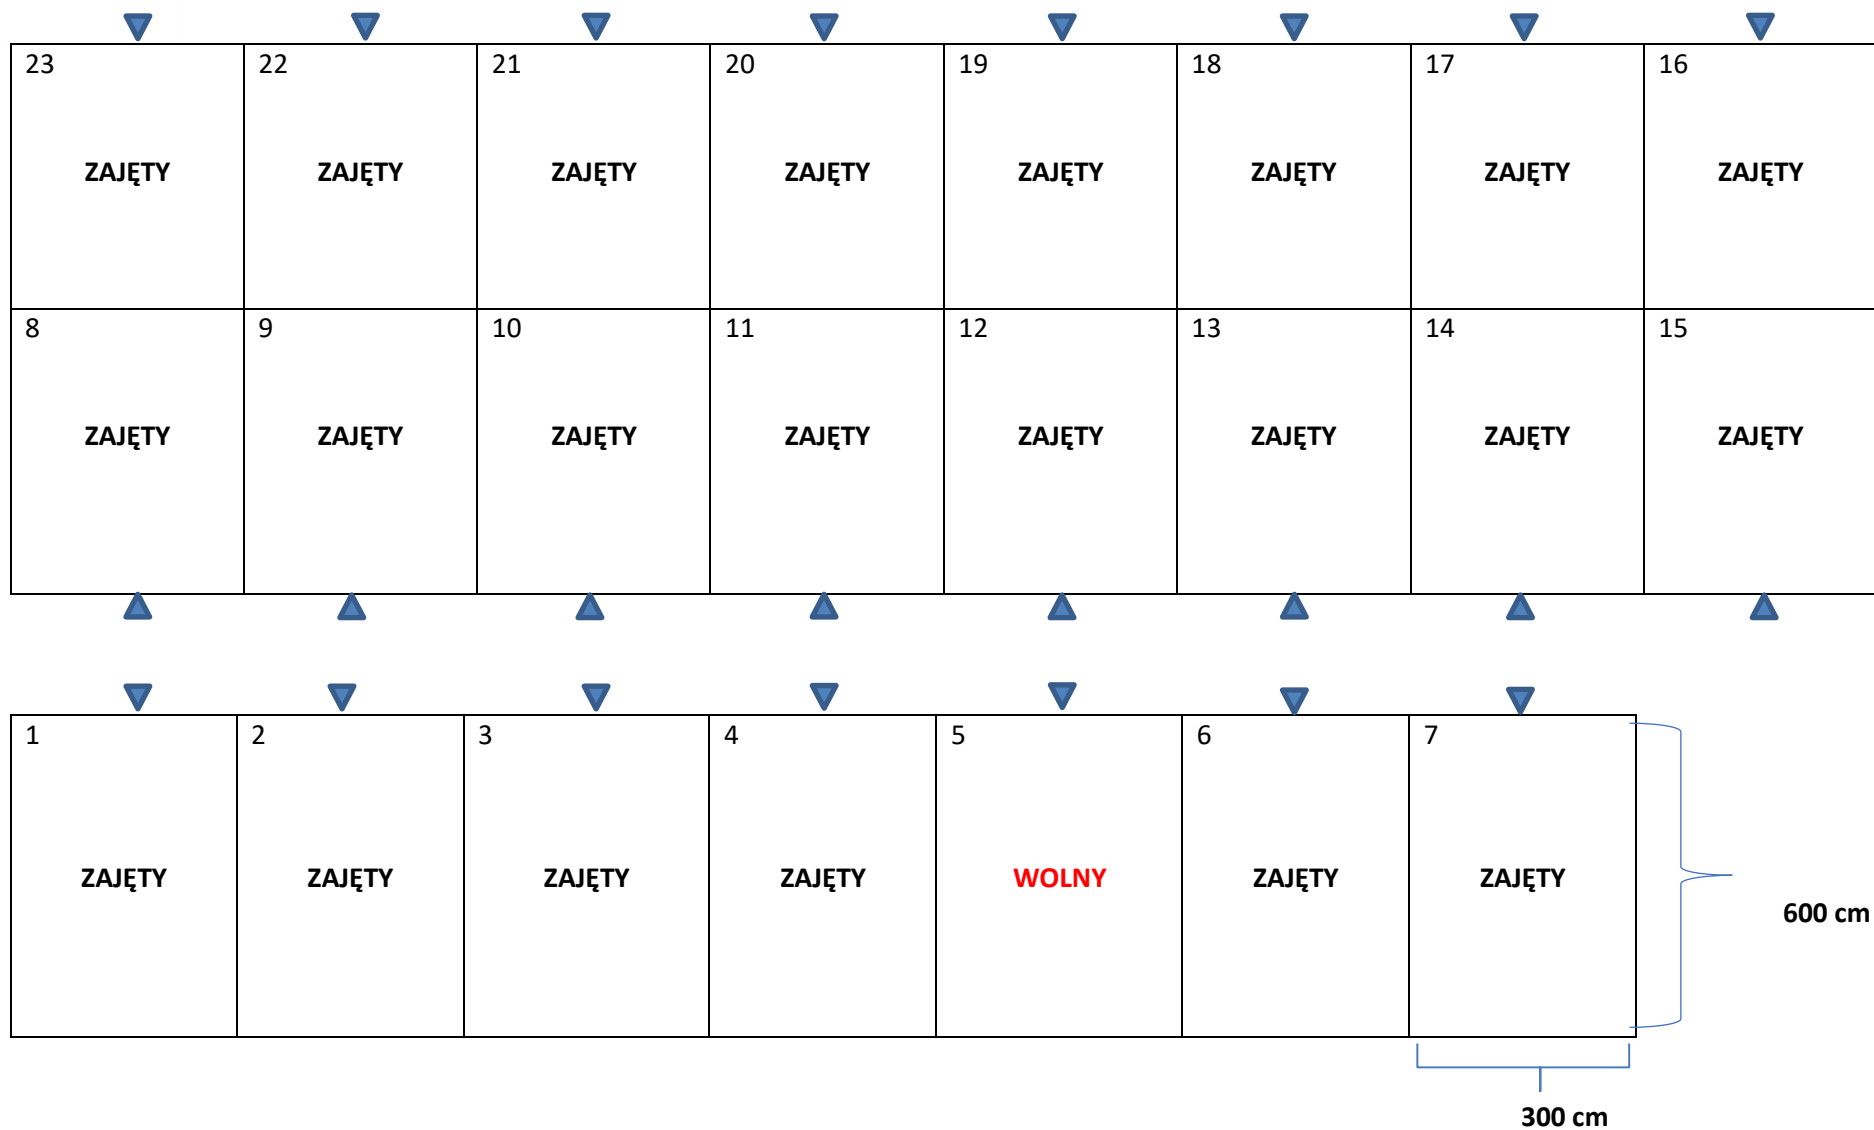 23 22 21 20 19 18 17 16
ZAJĘTY ZAJĘTY ZAJĘTY ZAJĘTY ZAJĘTY ZAJĘTY ZAJĘTY ZAJĘTY
8 9 10 11 12 13 14 15
ZAJĘTY ZAJĘTY ZAJĘTY ZAJĘTY ZAJĘTY ZAJĘTY ZAJĘTY ZAJĘTY
1 2 3 4 5 6 7
ZAJĘTY ZAJĘTY ZAJĘTY ZAJĘTY WOLNY ZAJĘTY ZAJĘTY
600 cm
300 cm